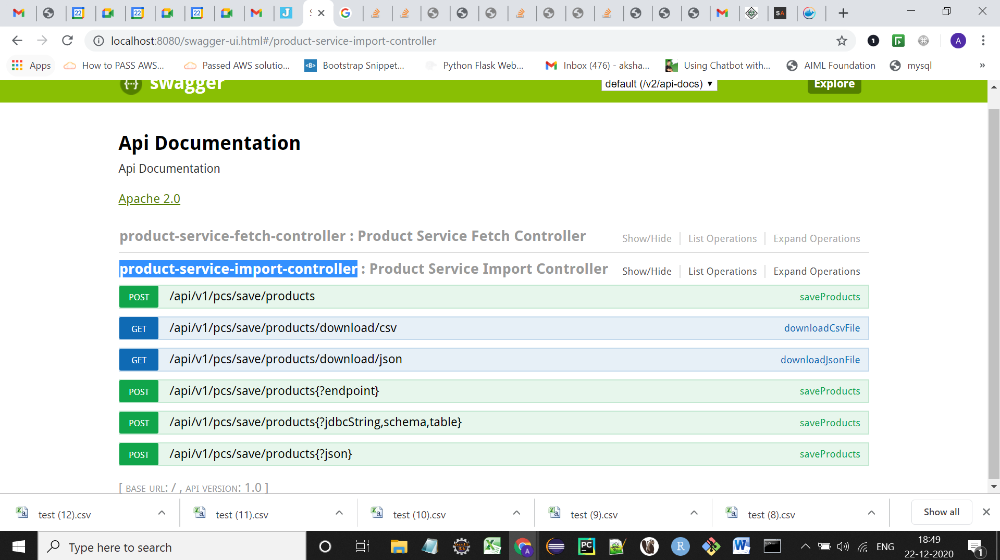 localhost:8080/swagger-ui.html#/product-service-import-controller
Apps How to PASS AWS... Passed AWS solutio... Bootstrap Snippet... Python Flask Web... Inbox (476) - aksha... Using Chatbot with... AIML Foundation mysql »
swagger default (/v2/api-docs) Explore
Api Documentation
Api Documentation
Apache 2.0
product-service-fetch-controller : Product Service Fetch Controller Show/Hide List Operations Expand Operations
product-service-import-controller : Product Service Import Controller Show/Hide List Operations Expand Operations
POST /api/v1/pcs/save/products saveProducts
GET /api/v1/pcs/save/products/download/csv downloadCsvFile
GET /api/v1/pcs/save/products/download/json downloadJsonFile
POST /api/v1/pcs/save/products{?endpoint} saveProducts
POST /api/v1/pcs/save/products{?jdbcString,schema,table} saveProducts
POST /api/v1/pcs/save/products{?json} saveProducts
[ BASE URL: / , API VERSION: 1.0 ]
test (12).csv test (11).csv test (10).csv test (9).csv test (8).csv Show all
Type here to search ENG 18:49
22-12-2020 1